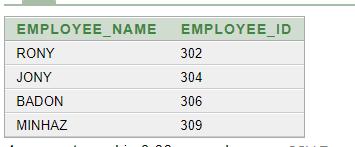 EMPLOYEE_NAME EMPLOYEE_ID
RONY 302
JONY 304
BADON 306
MINHAZ 309